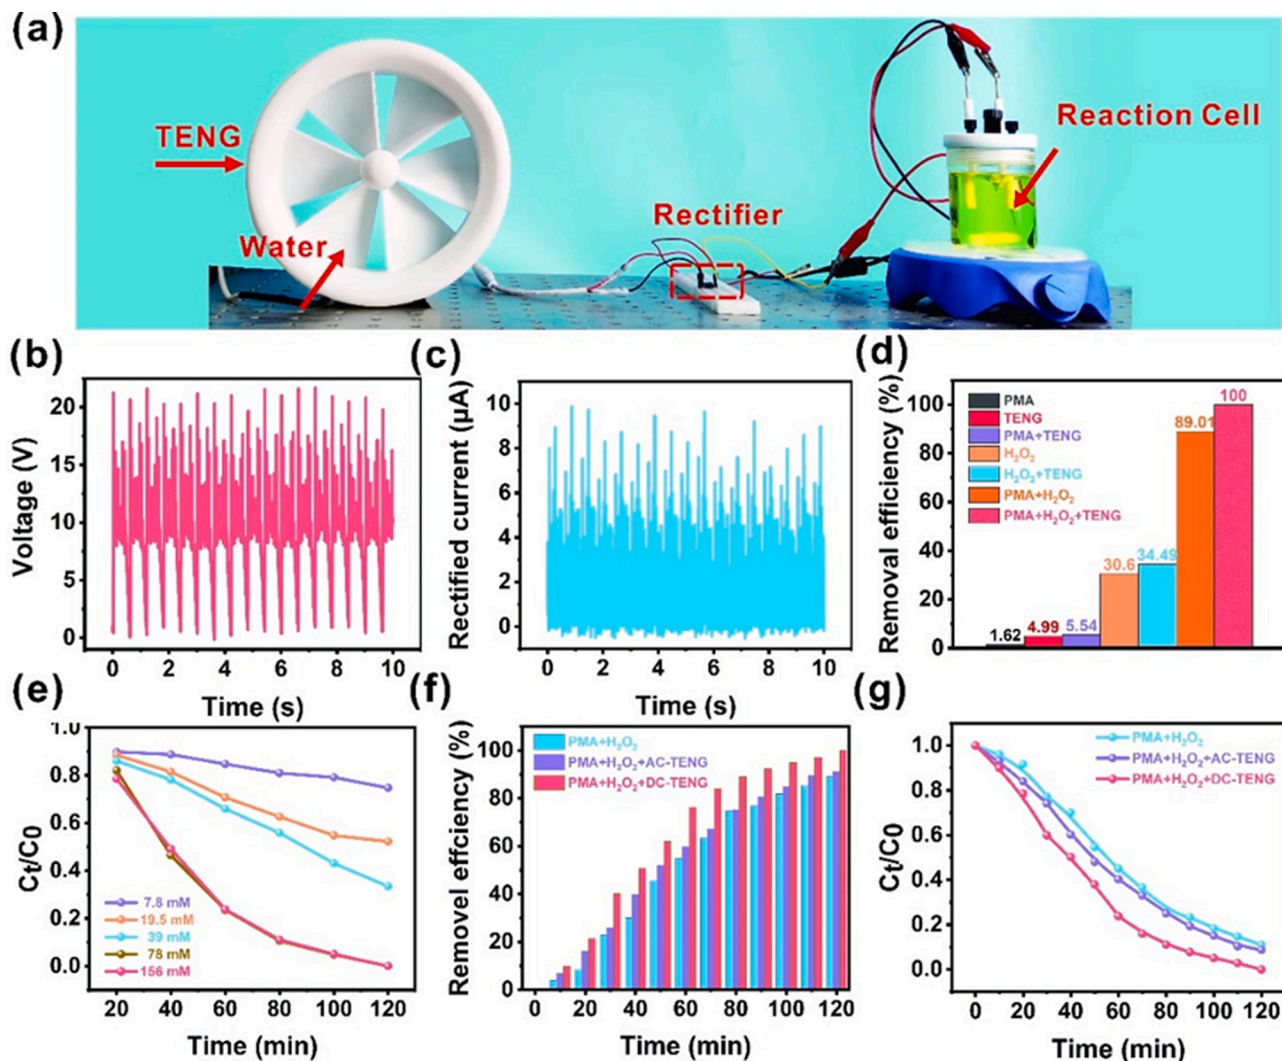 (a)
TENG
Water
Rectifier
Reaction Cell
(b)
Voltage (V)
20
15
10
5
0
0 2 4 6 8 10
Time (s)
(c)
Rectified current (μA)
10
8
6
4
2
0
0 2 4 6 8 10
Time (s)
(d)
Removal efficiency (%)
100
80
60
40
20
0
PMA
TENG
PMA+TENG
H₂O₂
H₂O₂+TENG
PMA+H₂O₂
PMA+H₂O₂+TENG
1.62
4.99
5.54
30.6
34.49
89.01
100
(e)
Ct/C0
1.0
0.8
0.6
0.4
0.2
0.0
7.8 mM
19.5 mM
39 mM
78 mM
156 mM
20 40 60 80 100 120
Time (min)
(f)
Removel effciency (%)
100
80
60
40
20
0
PMA+H₂O₂
PMA+H₂O₂+AC-TENG
PMA+H₂O₂+DC-TENG
0 20 40 60 80 100 120
Time (min)
(g)
Ct/C0
1.0
0.8
0.6
0.4
0.2
0.0
PMA+H₂O₂
PMA+H₂O₂+AC-TENG
PMA+H₂O₂+DC-TENG
0 20 40 60 80 100 120
Time (min)